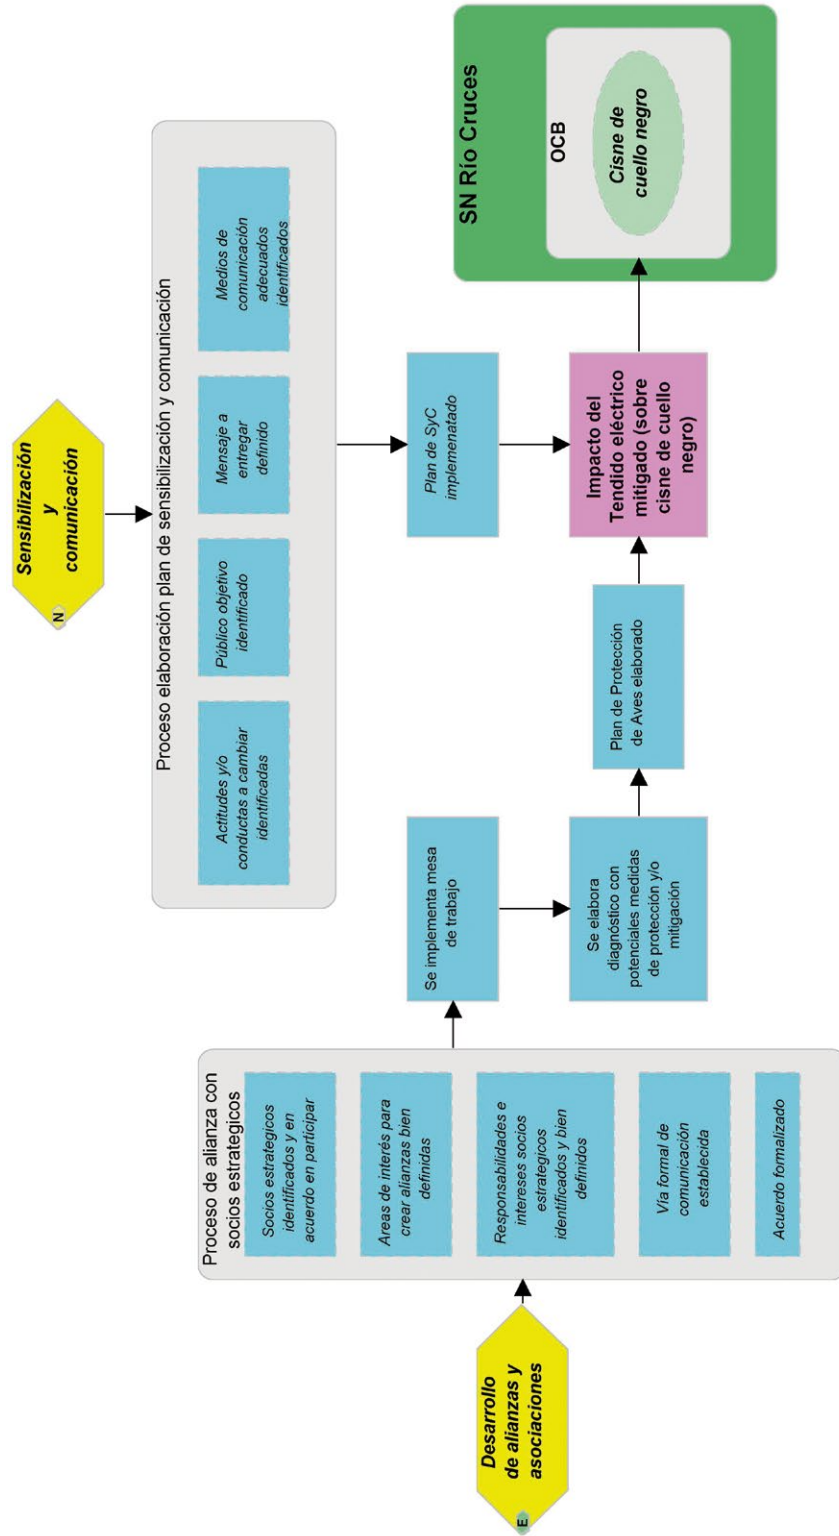 Sensibilización
y
comunicación
N
Proceso elaboración plan de sensibilización y comunicación
Actitudes y/o
conductas a cambiar
identificadas
Público objetivo
identificado
Mensaje a
entregar
definido
Medios de
comunicación
adecuados
identificados
Plan de SyC
implemenatado
Desarrollo
de alianzas y
asociaciones
E
Proceso de alianza con
socios estrategicos
Socios estrategicos
identificados y en
acuerdo en participar
Areas de interés para
crear alianzas bien
definidas
Responsabilidades e
intereses socios
estrategicos
identificados y bien
definidos
Vía formal de
comunicación
establecida
Acuerdo formalizado
Se implementa mesa
de trabajo
Se elabora
diagnóstico con
potenciales medidas
de protección y/o
mitigación
Plan de Protección
de Aves elaborado
Impacto del
Tendido eléctrico
mitigado (sobre
cisne de cuello
negro)
SN Río Cruces
OCB
Cisne de
cuello negro